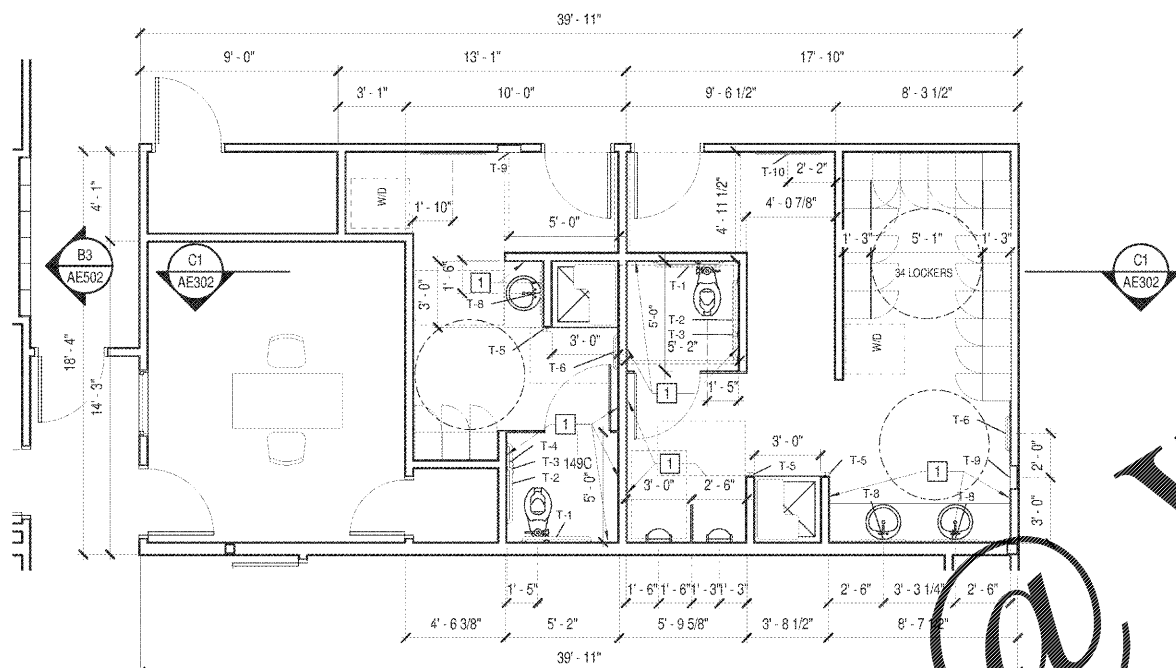 39' - 11"
9' - 0" 13' - 1" 17' - 10"
3' - 1" 10' - 0" 9' - 6 1/2" 8' - 3 1/2"
T-9 T-10 2' - 2"
W/D
4' - 1"
1' - 10" 5' - 0" 4' - 11 1/2" 4' - 0 7/8"
1' - 3" 5' - 1" 1' - 3"
B3
AE502
C1
AE302
C1
AE302
34 LOCKERS
1' - 6"
3' - 0"
1
T-8
T-1
T-2
T-3
5'-0"
5' - 2"
W/D
T-5
3' - 0"
T-6
18' - 4"
14' - 3"
1
1' - 5"
1
T-6
T-4
T-3 149C
T-2
5' - 0"
T-1
1
3' - 0" 2' - 6"
3' - 0"
T-5
T-5
1
T-9
2' - 0"
T-8
T-8
3' - 0"
1' - 5" 1' - 6" 1' - 6" 1' - 3" 1' - 3" 2' - 6" 3' - 3 1/4" 2' - 6"
4' - 6 3/8" 5' - 2" 5' - 9 5/8" 3' - 8 1/2" 8' - 7 1/2"
39' - 11"
@